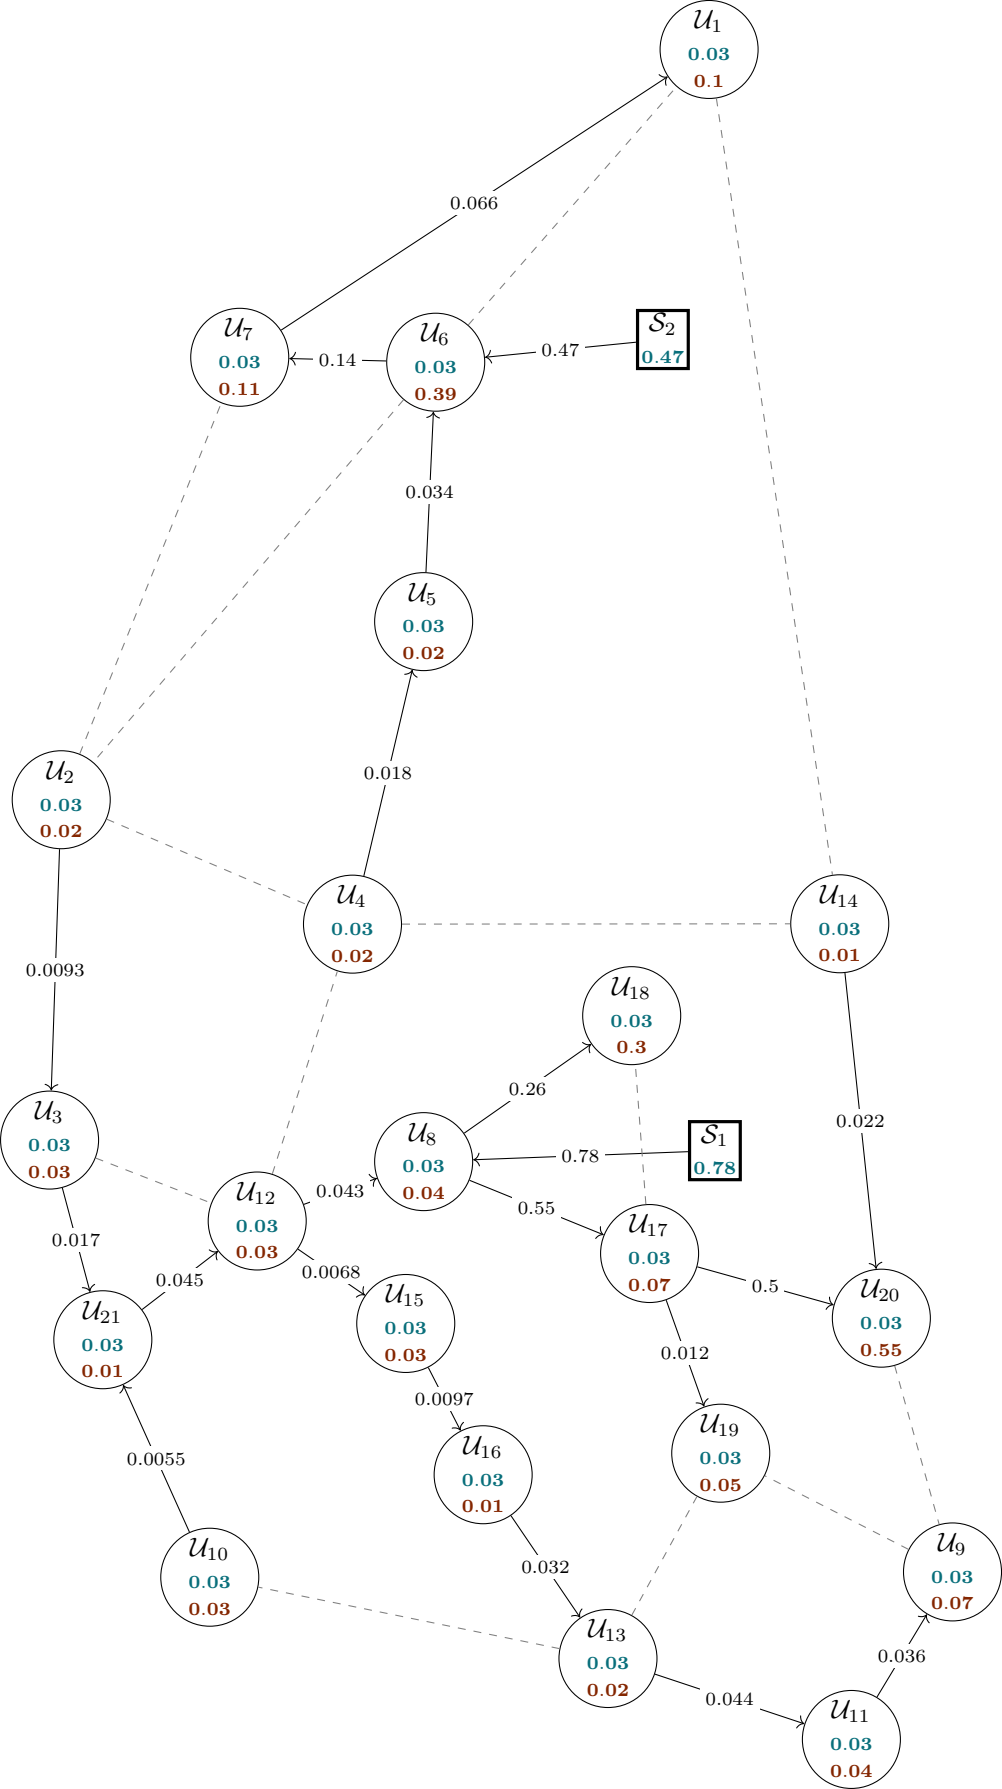 𝒰₁
0.03
0.1
0.066
𝒰₇
0.03
0.11
0.14
𝒰₆
0.03
0.39
0.47
𝒮₂
0.47
0.034
𝒰₅
0.03
0.02
0.018
𝒰₂
0.03
0.02
𝒰₄
0.03
0.02
𝒰₁₄
0.03
0.01
0.0093
𝒰₁₈
0.03
0.3
0.26
0.022
𝒰₃
0.03
0.03
𝒰₈
0.03
0.04
0.78
𝒮₁
0.78
𝒰₁₂
0.03
0.03
0.043
0.55
𝒰₁₇
0.03
0.07
0.017
0.045
0.0068
0.5
𝒰₂₁
0.03
0.01
𝒰₁₅
0.03
0.03
𝒰₂₀
0.03
0.55
0.012
0.0097
𝒰₁₉
0.03
0.05
0.0055
𝒰₁₆
0.03
0.01
𝒰₁₀
0.03
0.03
0.032
𝒰₉
0.03
0.07
𝒰₁₃
0.03
0.02
0.036
0.044
𝒰₁₁
0.03
0.04